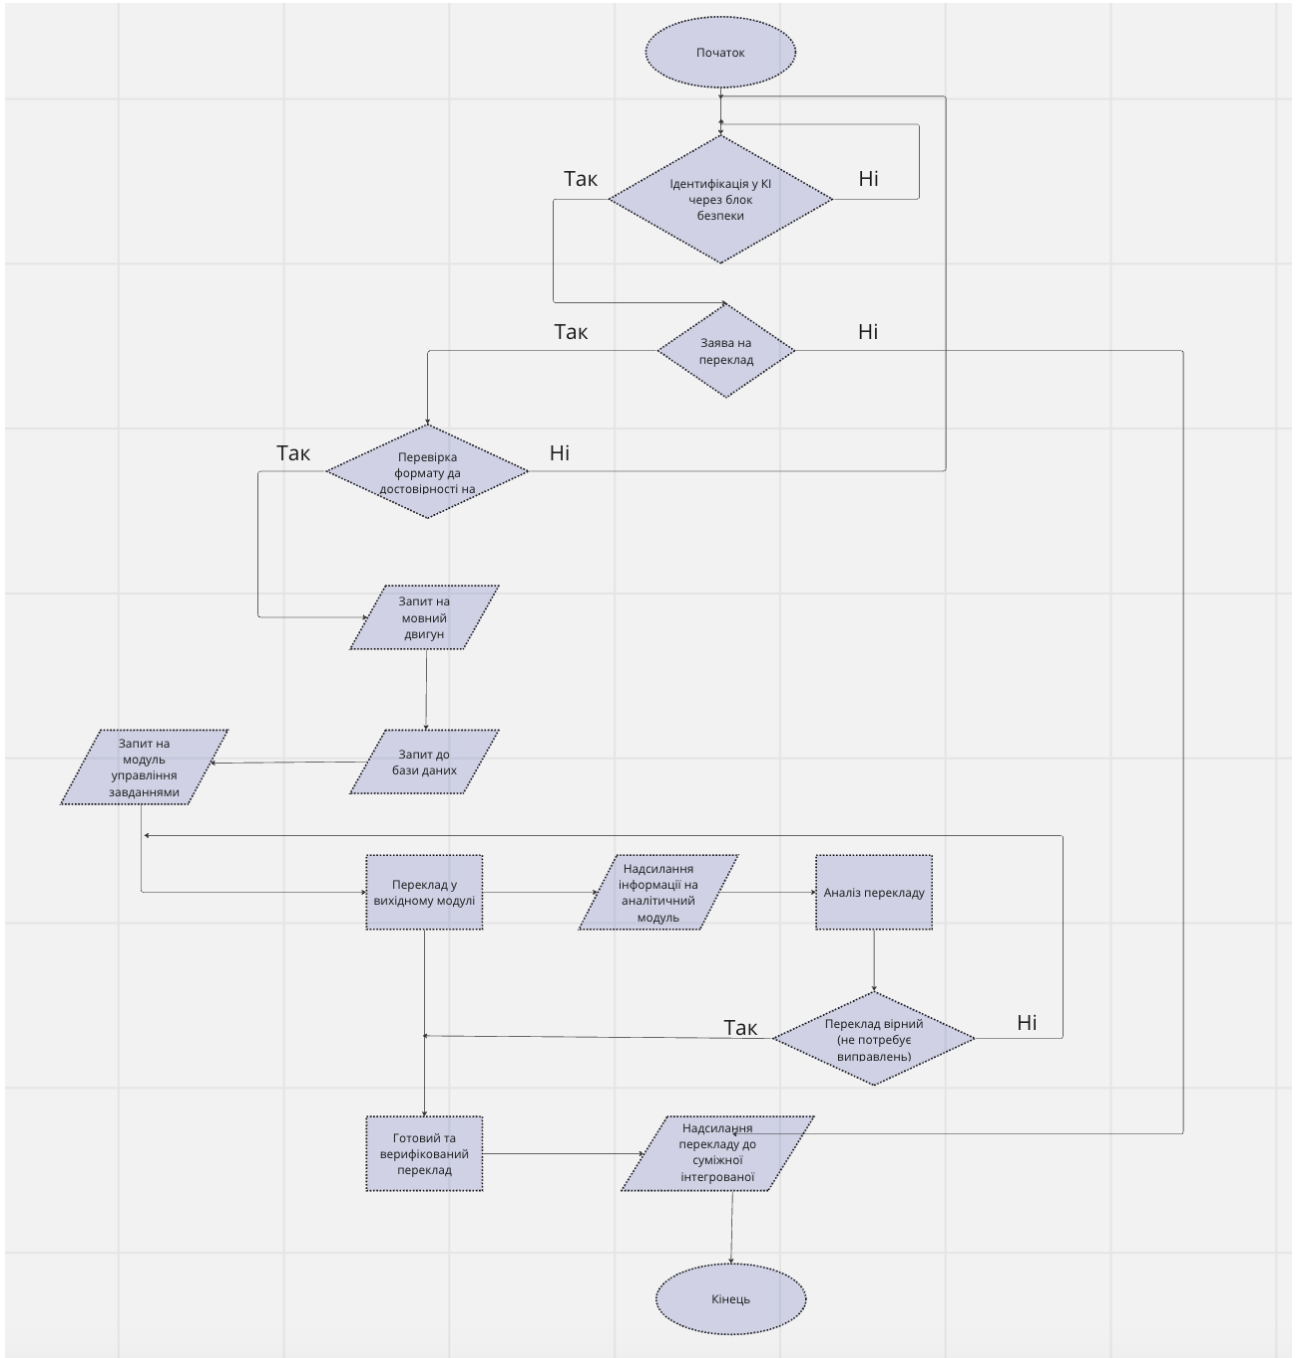 Початок
Так
Ні
Ідентифікація у КІ
через блок
безпеки
Так
Ні
Заява на
переклад
Так
Ні
Перевірка
формату да
достовірності на
Запит на
мовний
двигун
Запит на
модуль
управління
завданнями
Запит до
бази даних
Переклад у
вихідному модулі
Надсилання
інформації на
аналітичний
модуль
Аналіз перекладу
Так
Ні
Переклад вірний
(не потребує
виправлень)
Готовий та
верифікований
переклад
Надсилання
перекладу до
суміжної
інтегрованої
Кінець